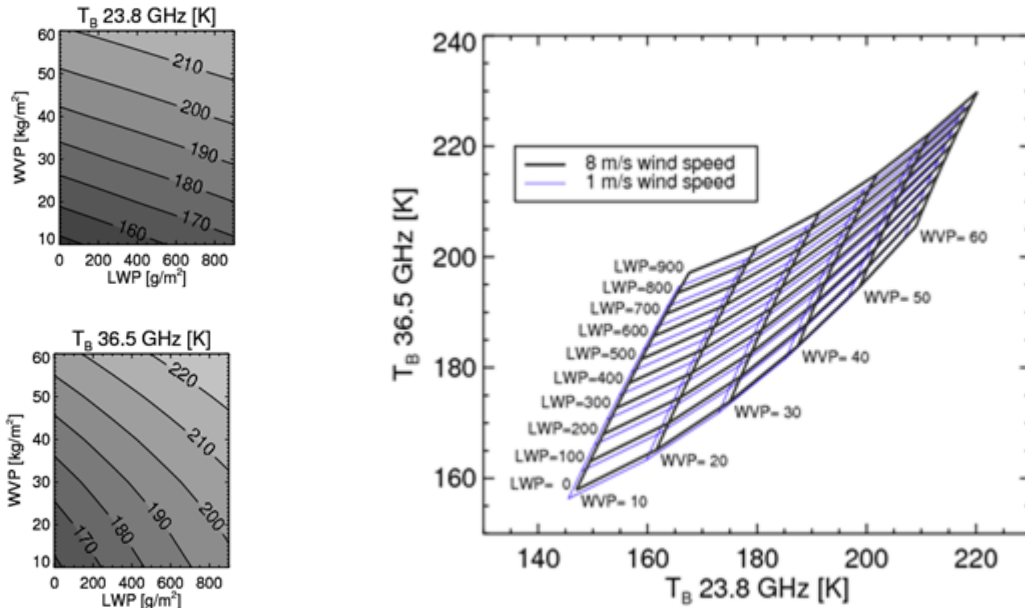 T_B 23.8 GHz [K]
60
50
40
30
20
10
WVP [kg/m²]
210
200
190
180
170
160
0 200 400 600 800
LWP [g/m²]
T_B 36.5 GHz [K]
60
50
40
30
20
10
WVP [kg/m²]
220
210
200
190
180
170
0 200 400 600 800
LWP [g/m²]
240
220
200
180
160
T_B 36.5 GHz [K]
8 m/s wind speed
1 m/s wind speed
LWP=900
LWP=800
LWP=700
LWP=600
LWP=500
LWP=400
LWP=300
LWP=200
LWP=100
LWP= 0
WVP= 60
WVP= 50
WVP= 40
WVP= 30
WVP= 20
WVP= 10
140 160 180 200 220
T_B 23.8 GHz [K]